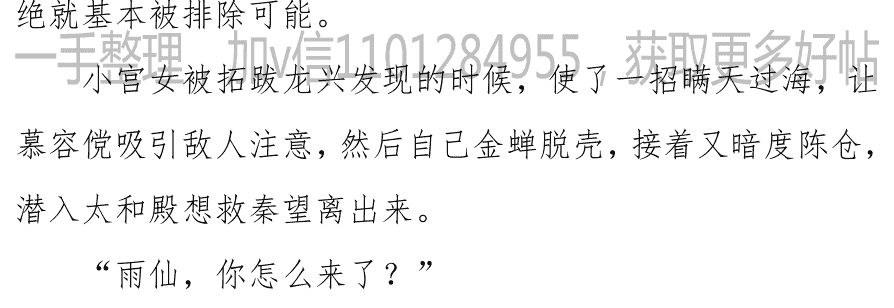 绝就基本被排除可能。
一手整理，加v信1101284955，获取更多好帖
小宫女被拓跋龙兴发现的时候，使了一招瞒天过海，让
慕容傥吸引敌人注意，然后自己金蝉脱壳，接着又暗度陈仓，
潜入太和殿想救秦望离出来。
“雨仙，你怎么来了？”